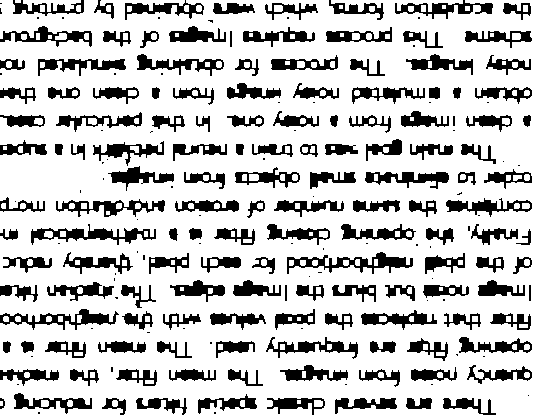 There are several classic spatial filters for reducing
quency noise from images. The mean filter, the median
opening filter are frequently used. The mean filter is a
filter that replaces the pixel values with the neighborhood
image noise but blurs the image edges. The median filter
of the pixel neighborhood for each pixel, thereby reduc
Finally, the opening closing filter is a mathematical m
combines the same number of erosion and dilation morp
order to eliminate small objects from images.
The main goal was to train a neural network in a super
a clean image from a noisy one. In this particular case,
obtain a simulated noisy image from a clean one than
noisy images. The process for obtaining simulated no
scheme. This process requires images of the backgroun
the acquisition forms, which were obtained by printing